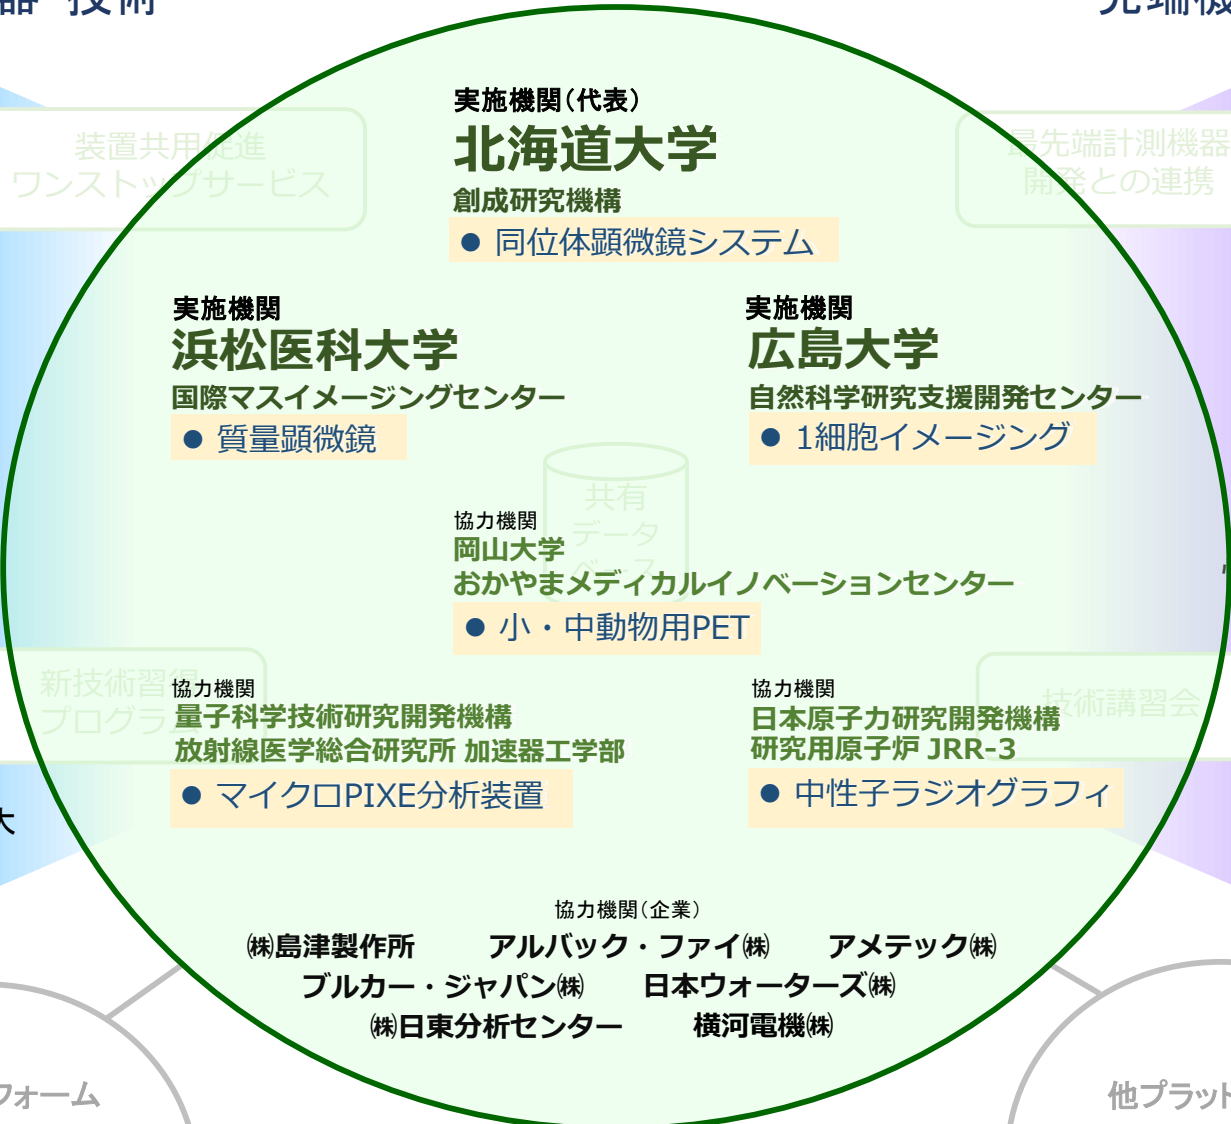 器 技術
先端機
装置共用促進
ワンストップサービス
最先端計測機器
開発との連携
実施機関(代表)
北海道大学
創成研究機構
● 同位体顕微鏡システム
実施機関
浜松医科大学
国際マスイメージングセンター
● 質量顕微鏡
実施機関
広島大学
自然科学研究支援開発センター
● 1細胞イメージング
共有
データ
ベース
協力機関
岡山大学
おかやまメディカルイノベーションセンター
● 小・中動物用PET
新技術習得
プログラム
協力機関
量子科学技術研究開発機構
放射線医学総合研究所 加速器工学部
● マイクロPIXE分析装置
技術講習会
協力機関
日本原子力研究開発機構
研究用原子炉 JRR-3
● 中性子ラジオグラフィ
大
協力機関(企業)
㈱島津製作所 アルバック・ファイ㈱ アメテック㈱
ブルカー・ジャパン㈱ 日本ウォーターズ㈱
㈱日東分析センター 横河電機㈱
フォーム
他プラット